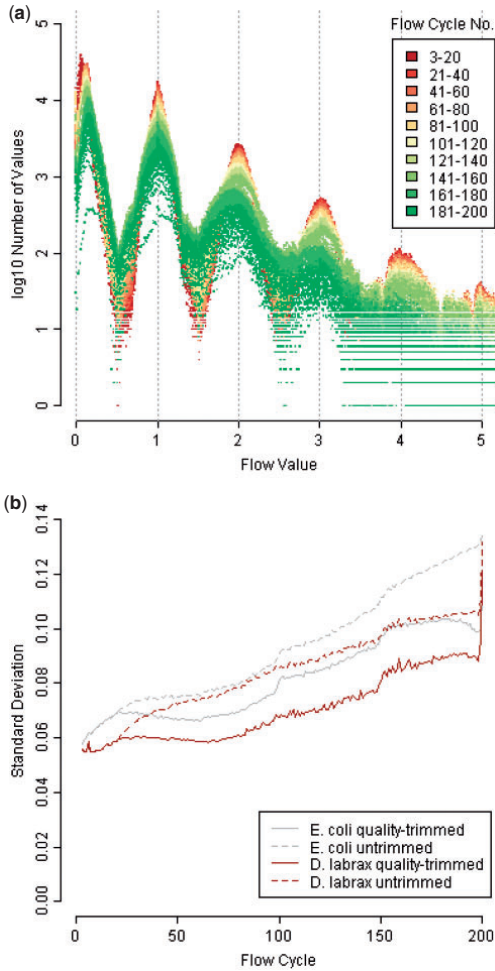 (a)
Flow Cycle No.
3-20
21-40
41-60
61-80
81-100
101-120
121-140
141-160
161-180
181-200
log10 Number of Values
5
4
3
2
1
0
0 1 2 3 4 5
Flow Value
(b)
Standard Deviation
0.14
0.12
0.10
0.08
0.06
0.04
0.02
0.00
E. coli quality-trimmed
E. coli untrimmed
D. labrax quality-trimmed
D. labrax untrimmed
0 50 100 150 200
Flow Cycle